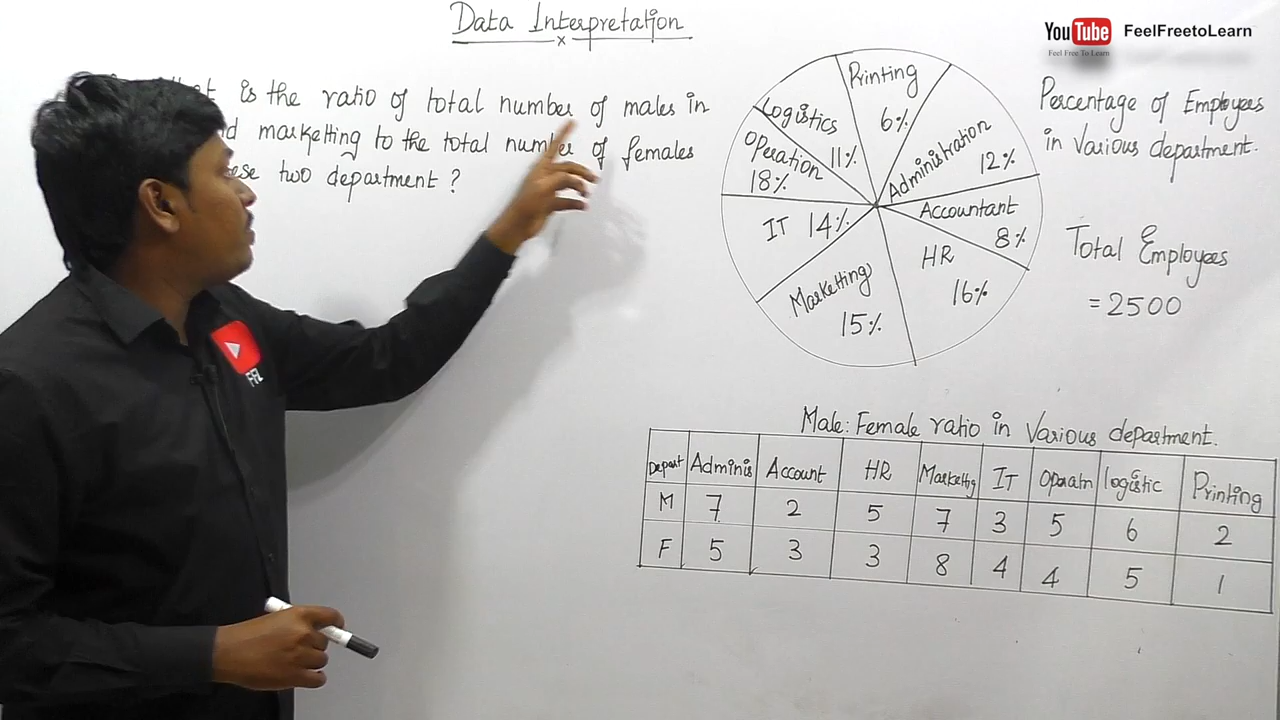 Data Interpretation
x
is the ratio of total number of males in
marketting to the total number of females
two department ?
YouTube FeelFreetoLearn
Feel Free To Learn
Printing
6%
Logistics
11%
Administration
12%
Operation
18%
Accountant
8%
IT 14%
HR
16%
Marketting
15%
Percentage of Employees
in Various department.
Total Employees
= 2500
FFL
Male: Female ratio in Various department.
Depart Adminis Account HR Markettng IT Operatn logistic Printing
M 7 2 5 7 3 5 6 2
F 5 3 3 8 4 4 5 1